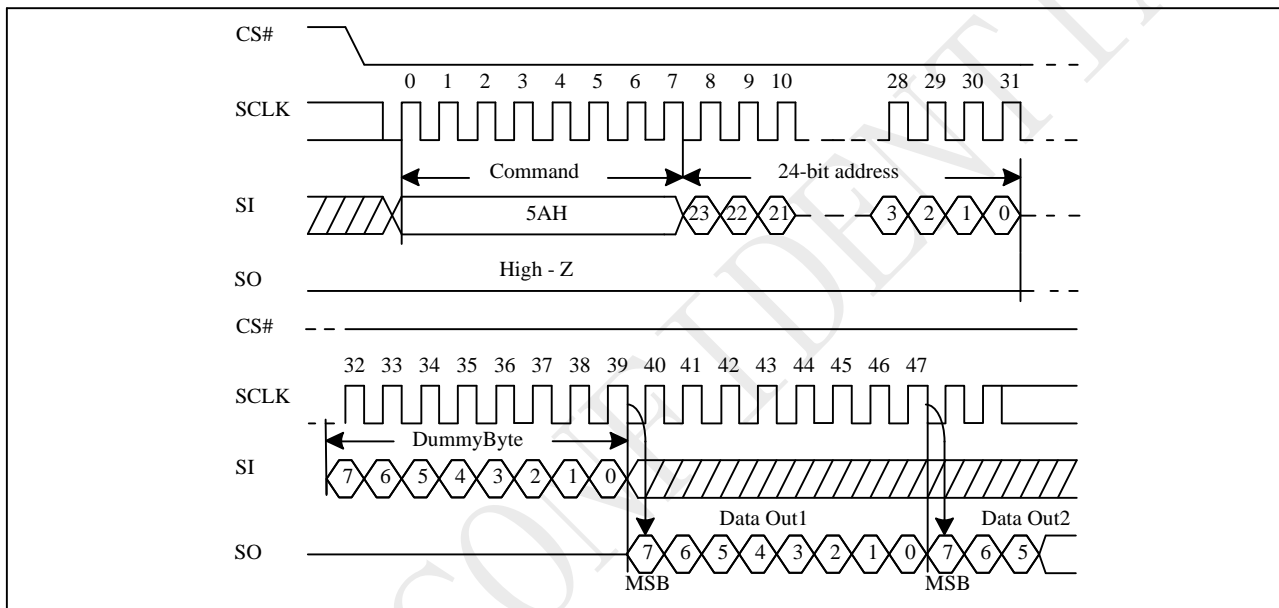 CS#
0 1 2 3 4 5 6 7 8 9 10 28 29 30 31
SCLK
Command 24-bit address
SI 5AH 23 22 21 3 2 1 0
High - Z
SO
CS#
32 33 34 35 36 37 38 39 40 41 42 43 44 45 46 47
SCLK
DummyByte
SI 7 6 5 4 3 2 1 0
Data Out1 Data Out2
SO 7 6 5 4 3 2 1 0 7 6 5
MSB MSB